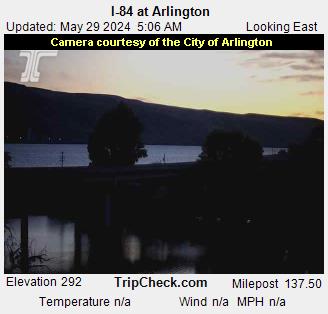 I-84 at Arlington
Updated: May 29 2024 5:06 AM Looking East
Camera courtesy of the City of Arlington
Elevation 292 TripCheck.com Milepost 137.50
Temperature n/a Wind n/a MPH n/a